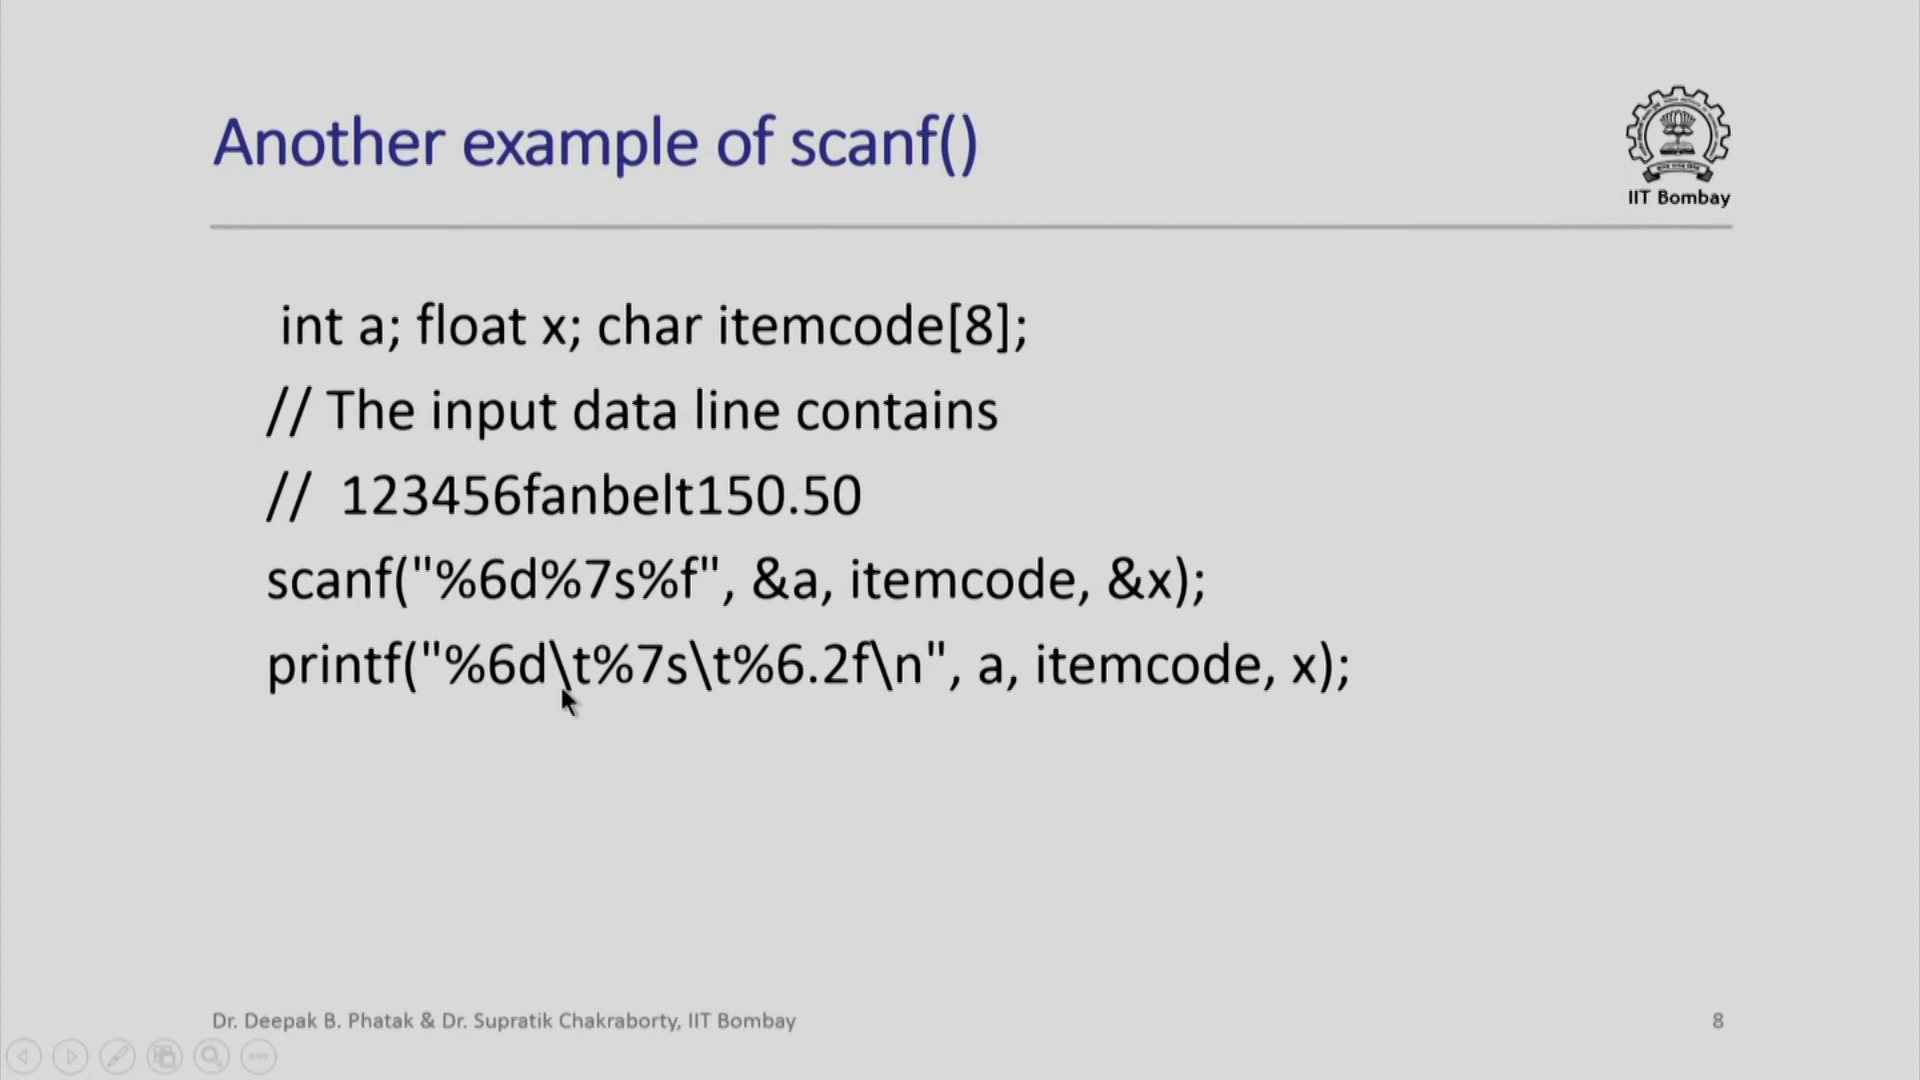 Another example of scanf()
IIT Bombay
int a; float x; char itemcode[8];
// The input data line contains
// 123456fanbelt150.50
scanf("%6d%7s%f", &a, itemcode, &x);
printf("%6d\t%7s\t%6.2f\n", a, itemcode, x);
Dr. Deepak B. Phatak & Dr. Supratik Chakraborty, IIT Bombay
8